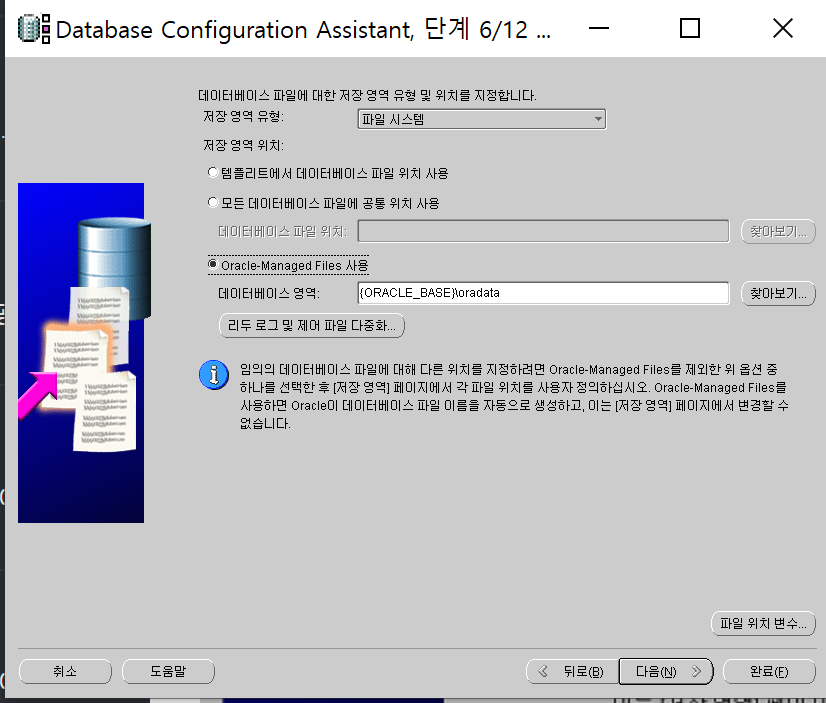 Database Configuration Assistant, 단계 6/12 ...
데이터베이스 파일에 대한 저장 영역 유형 및 위치를 지정합니다.
저장 영역 유형: 파일 시스템
저장 영역 위치:
템플리트에서 데이터베이스 파일 위치 사용
모든 데이터베이스 파일에 공통 위치 사용
데이터베이스 파일 위치: 찾아보기...
Oracle-Managed Files 사용
데이터베이스 영역: {ORACLE_BASE}\oradata 찾아보기...
리두 로그 및 제어 파일 다중화...
임의의 데이터베이스 파일에 대해 다른 위치를 지정하려면 Oracle-Managed Files를 제외한 위 옵션 중
하나를 선택한 후 [저장 영역] 페이지에서 각 파일 위치를 사용자 정의하십시오. Oracle-Managed Files를
사용하면 Oracle이 데이터베이스 파일 이름을 자동으로 생성하고, 이는 [저장 영역] 페이지에서 변경할 수
없습니다.
파일 위치 변수...
취소 도움말 뒤로(B) 다음(N) 완료(F)